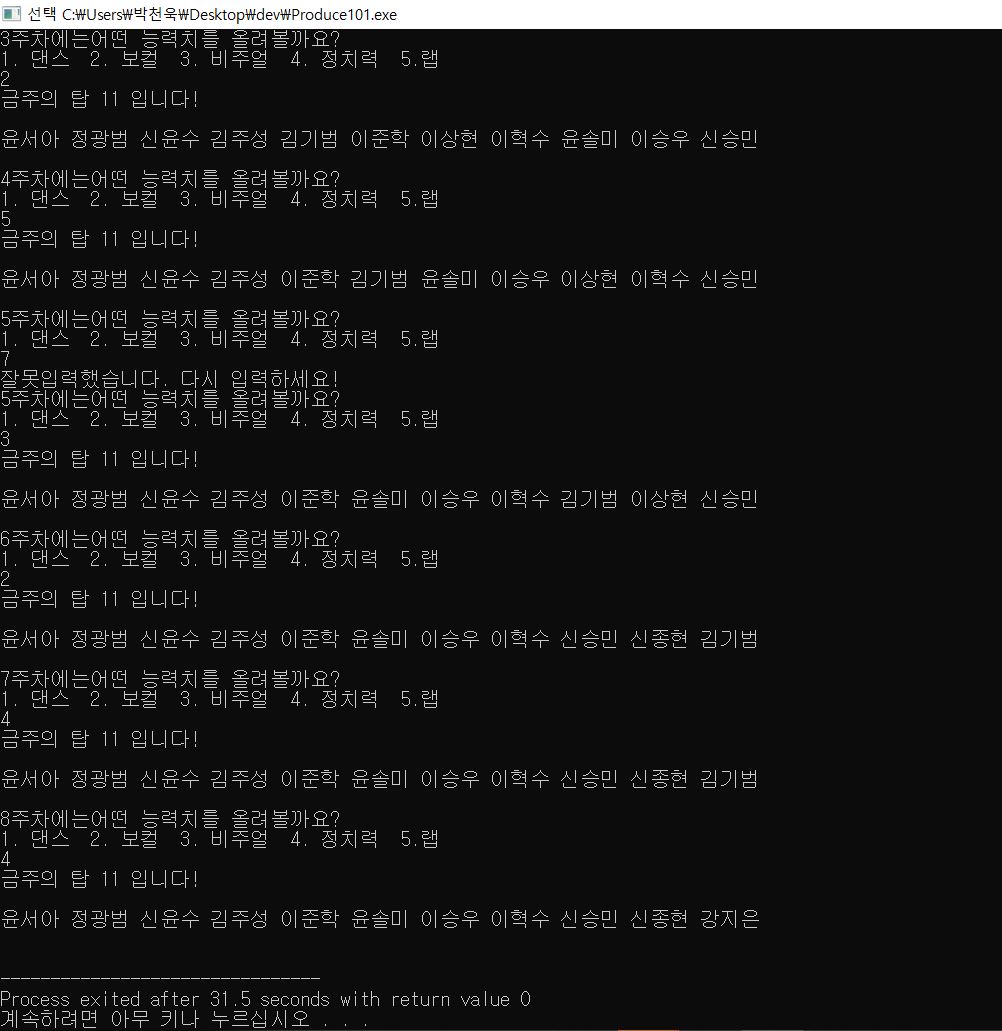 선택 C:\Users\박천욱\Desktop\dev\Produce101.exe
3주차에는어떤 능력치를 올려볼까요?
1. 댄스  2. 보컬  3. 비주얼  4. 정치력  5.랩
2
금주의 탑 11 입니다!
윤서아 정광범 신윤수 김주성 김기범 이준학 이상현 이혁수 윤솔미 이승우 신승민
4주차에는어떤 능력치를 올려볼까요?
1. 댄스  2. 보컬  3. 비주얼  4. 정치력  5.랩
5
금주의 탑 11 입니다!
윤서아 정광범 신윤수 김주성 이준학 김기범 윤솔미 이승우 이상현 이혁수 신승민
5주차에는어떤 능력치를 올려볼까요?
1. 댄스  2. 보컬  3. 비주얼  4. 정치력  5.랩
7
잘못입력했습니다. 다시 입력하세요!
5주차에는어떤 능력치를 올려볼까요?
1. 댄스  2. 보컬  3. 비주얼  4. 정치력  5.랩
3
금주의 탑 11 입니다!
윤서아 정광범 신윤수 김주성 이준학 윤솔미 이승우 이혁수 김기범 이상현 신승민
6주차에는어떤 능력치를 올려볼까요?
1. 댄스  2. 보컬  3. 비주얼  4. 정치력  5.랩
2
금주의 탑 11 입니다!
윤서아 정광범 신윤수 김주성 이준학 윤솔미 이승우 이혁수 신승민 신종현 김기범
7주차에는어떤 능력치를 올려볼까요?
1. 댄스  2. 보컬  3. 비주얼  4. 정치력  5.랩
4
금주의 탑 11 입니다!
윤서아 정광범 신윤수 김주성 이준학 윤솔미 이승우 이혁수 신승민 신종현 김기범
8주차에는어떤 능력치를 올려볼까요?
1. 댄스  2. 보컬  3. 비주얼  4. 정치력  5.랩
4
금주의 탑 11 입니다!
윤서아 정광범 신윤수 김주성 이준학 윤솔미 이승우 이혁수 신승민 신종현 강지은
--------------------------------
Process exited after 31.5 seconds with return value 0
계속하려면 아무 키나 누르십시오 . . .